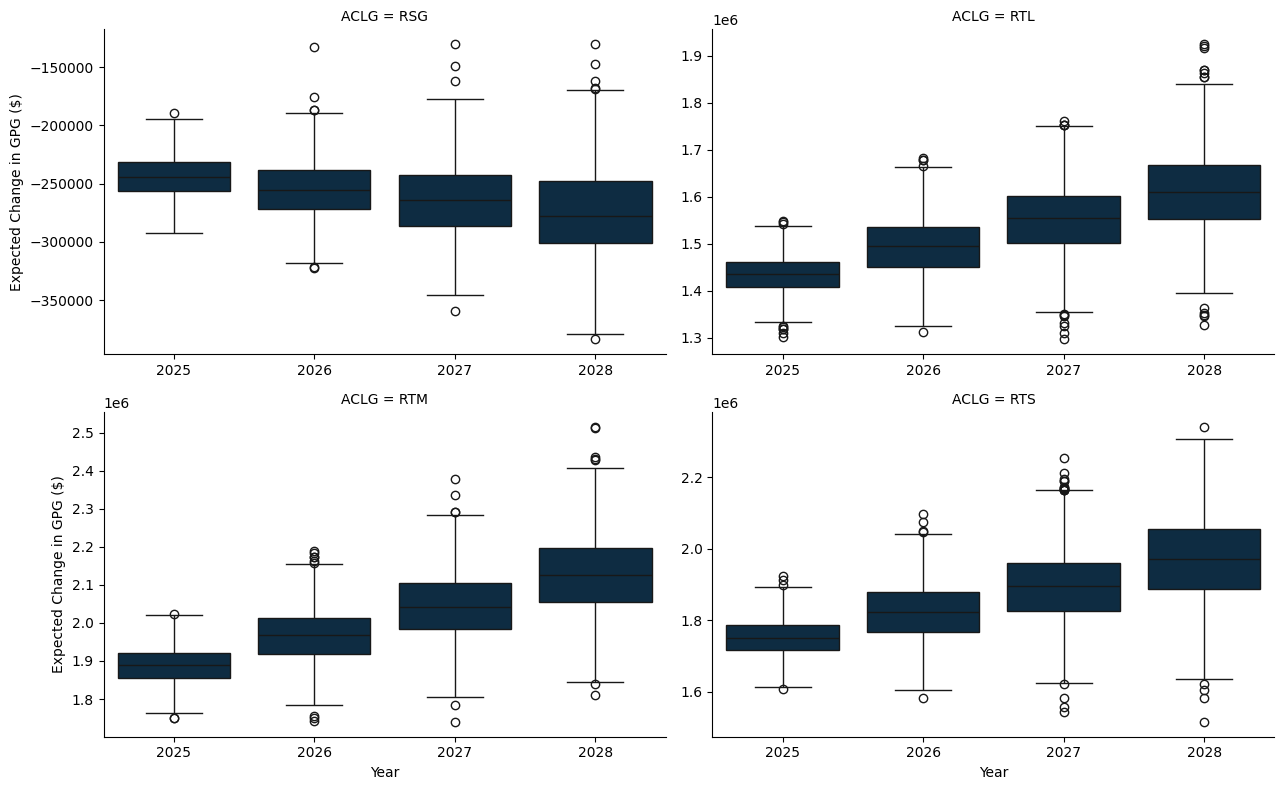 ACLG = RSG
Expected Change in GPG ($)
−150000
−200000
−250000
−300000
−350000
2025 2026 2027 2028
ACLG = RTL
1e6
1.9
1.8
1.7
1.6
1.5
1.4
1.3
2025 2026 2027 2028
ACLG = RTM
1e6
Expected Change in GPG ($)
2.5
2.4
2.3
2.2
2.1
2.0
1.9
1.8
2025 2026 2027 2028
Year
ACLG = RTS
1e6
2.2
2.0
1.8
1.6
2025 2026 2027 2028
Year